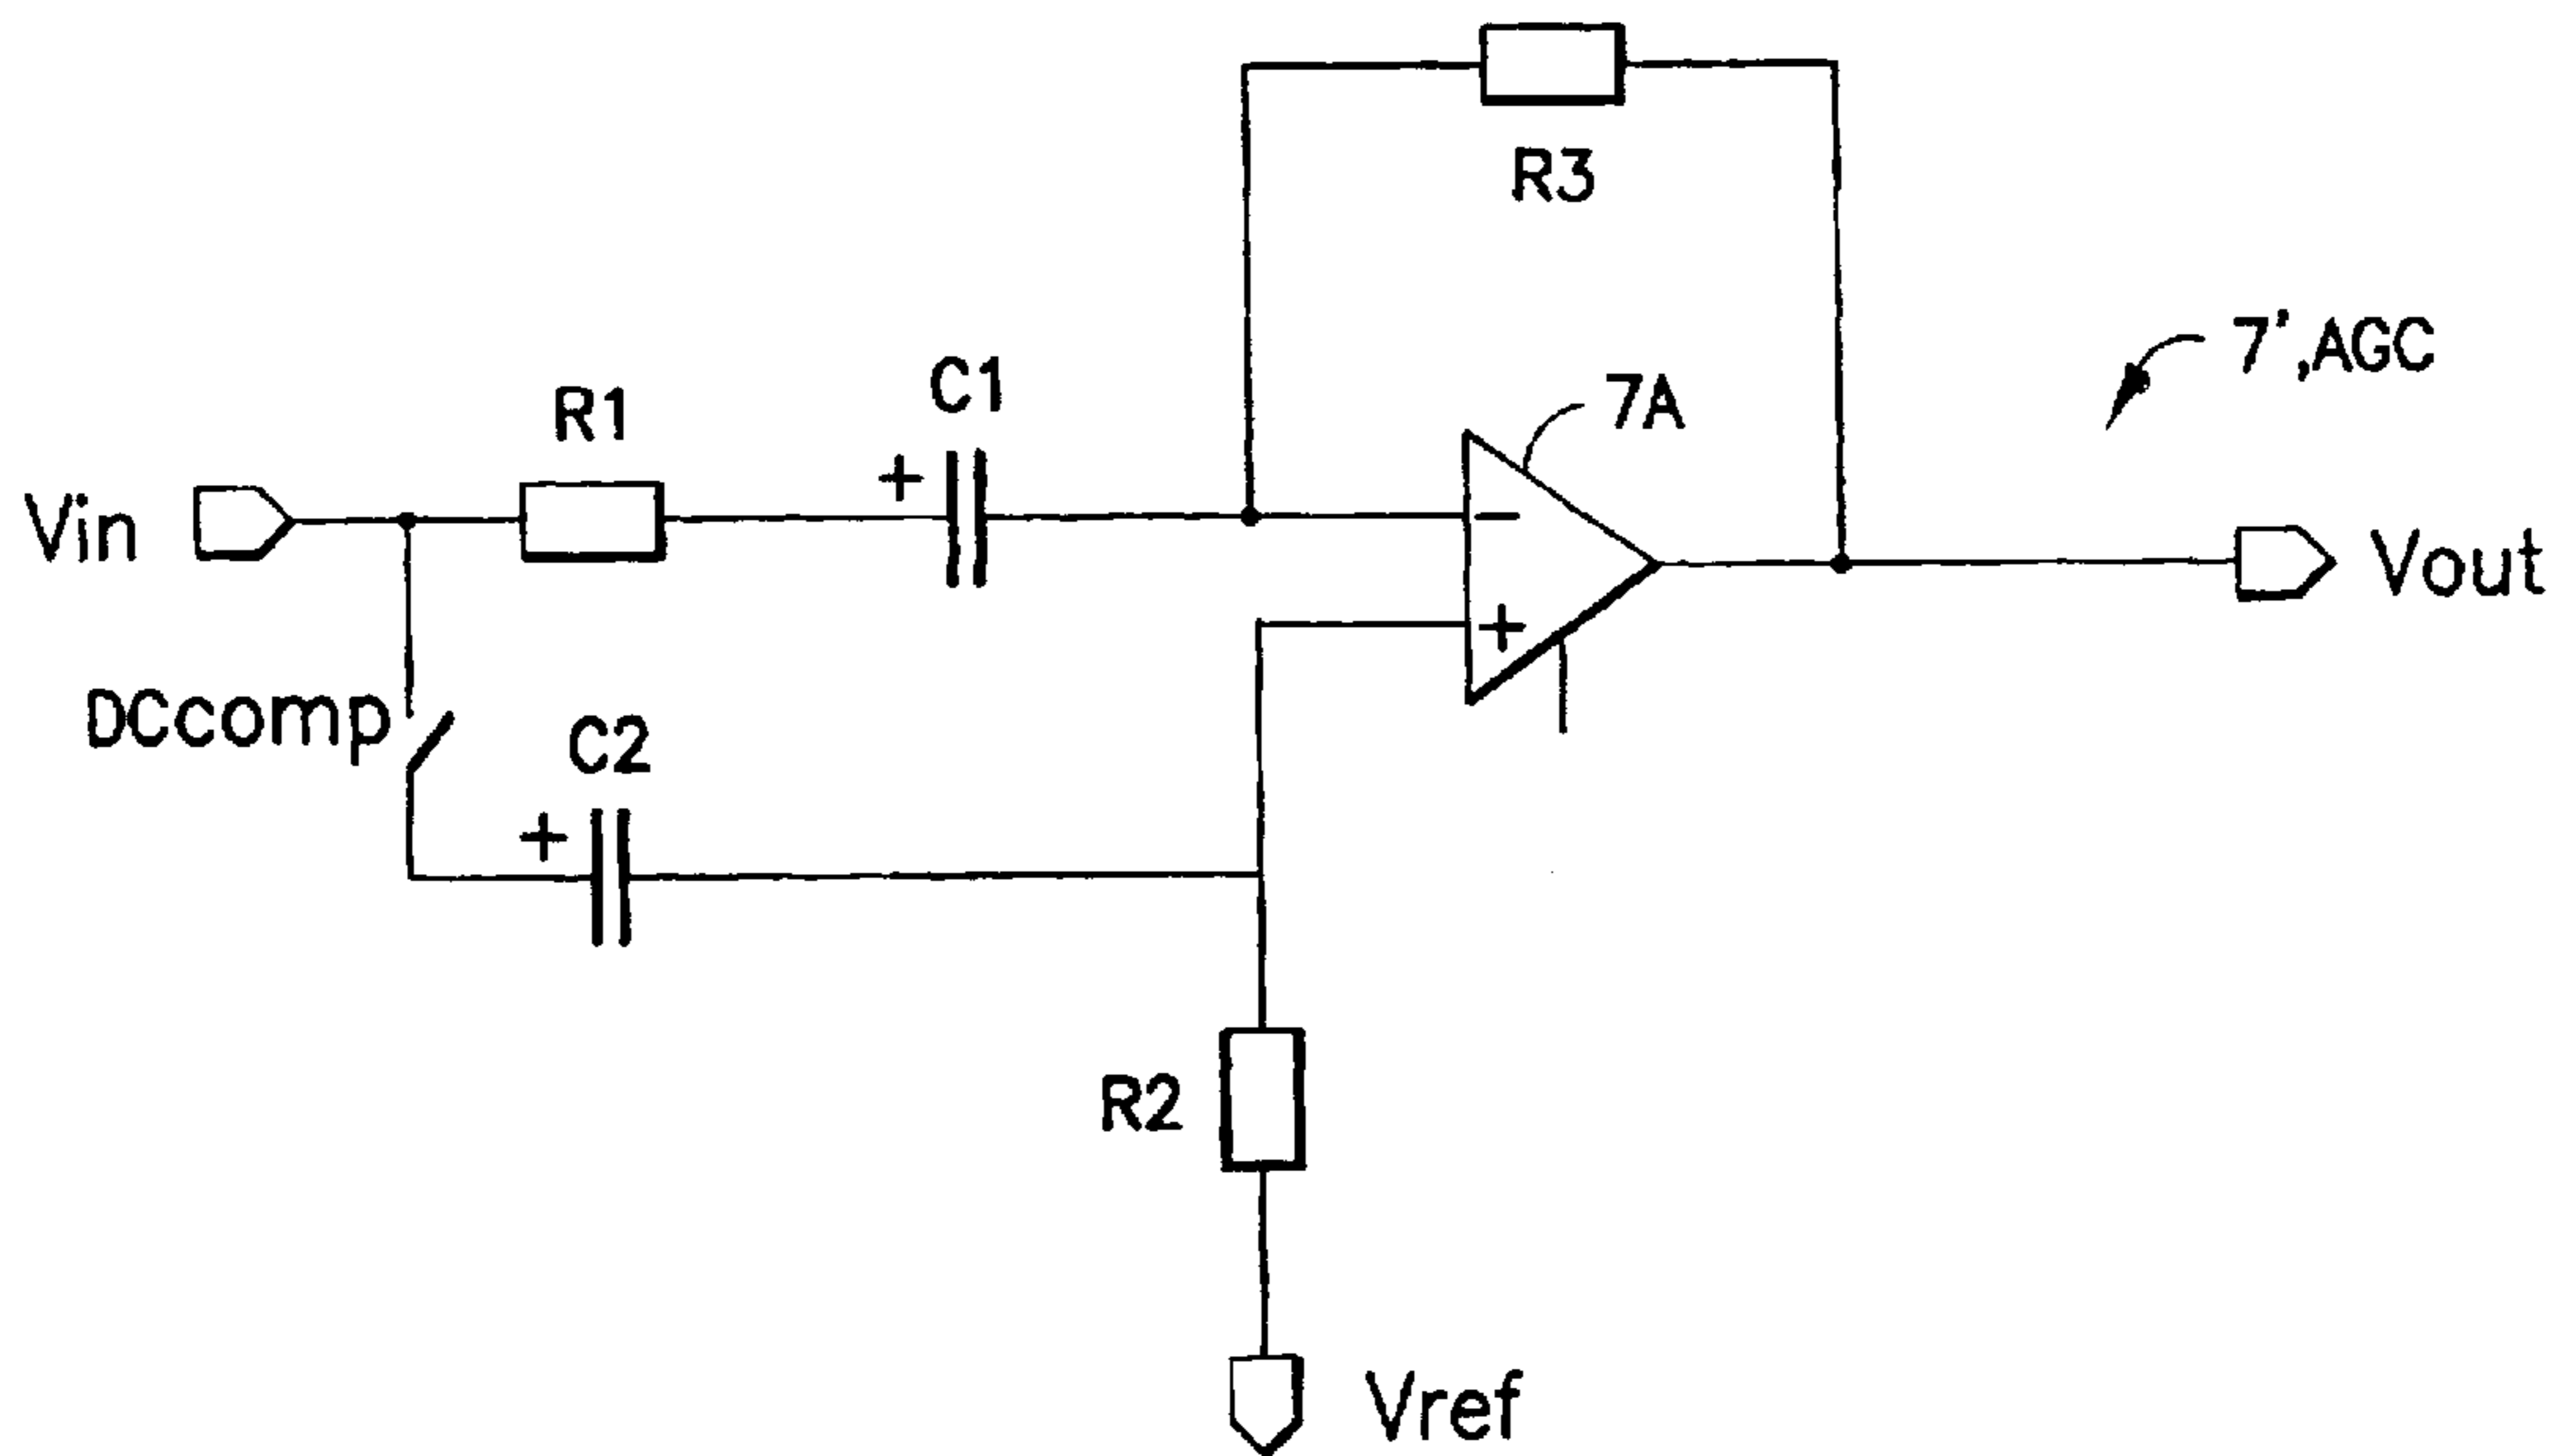 R3
7',AGC
C1
7A
R1
+
Vin
−
Vout
+
DCcomp
C2
+
R2
Vref